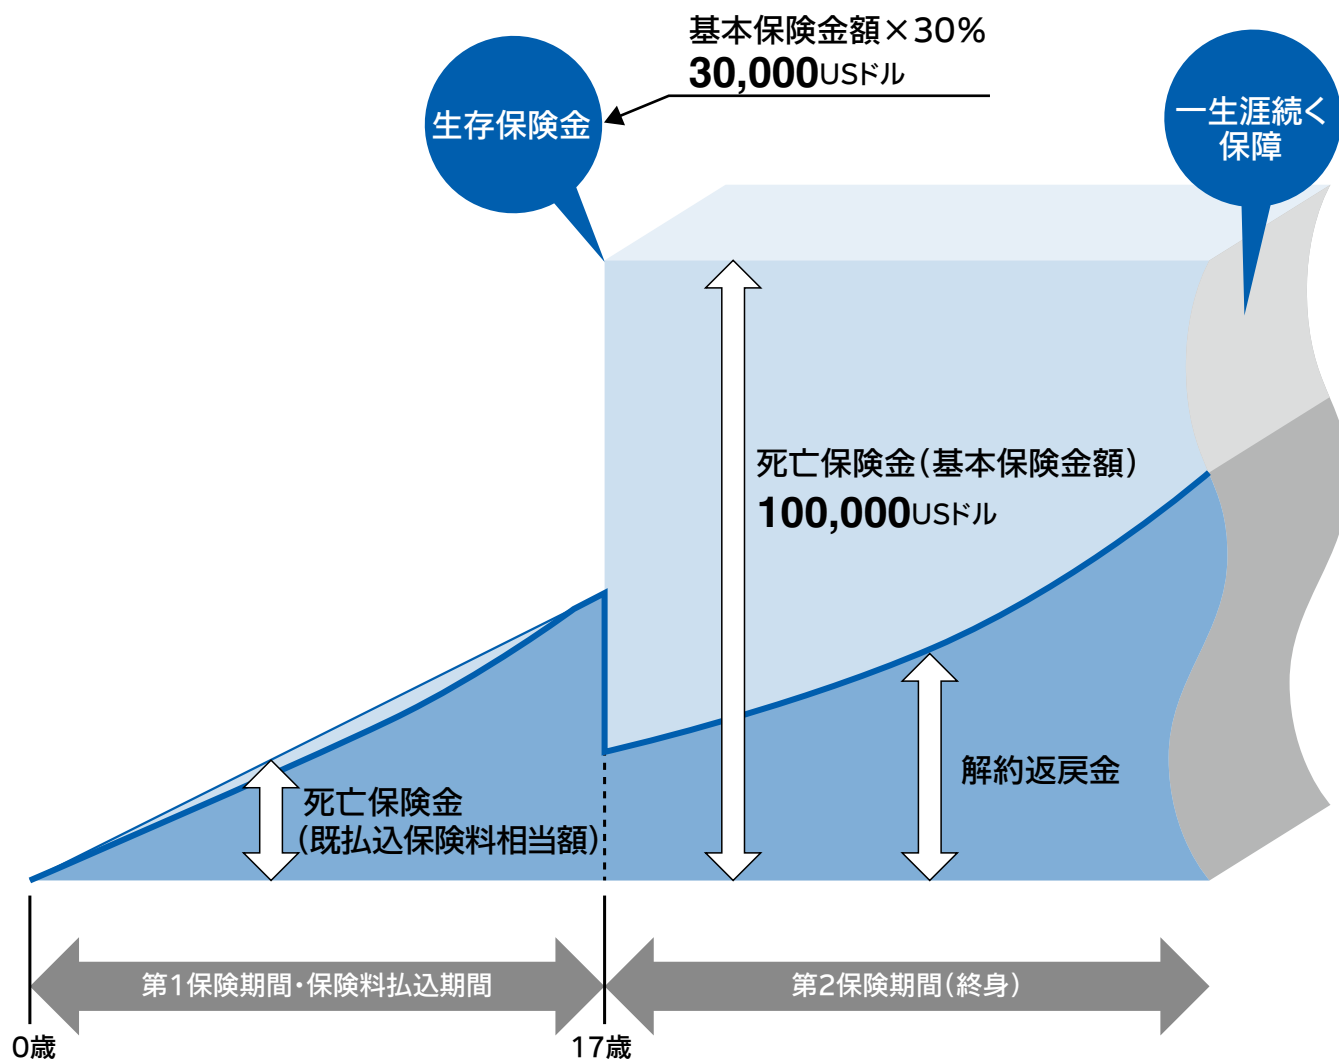 基本保険金額×30%
30,000USドル
生存保険金
一生涯続く
保障
死亡保険金(基本保険金額)
100,000USドル
解約返戻金
死亡保険金
(既払込保険料相当額)
第1保険期間・保険料払込期間
第2保険期間(終身)
0歳
17歳